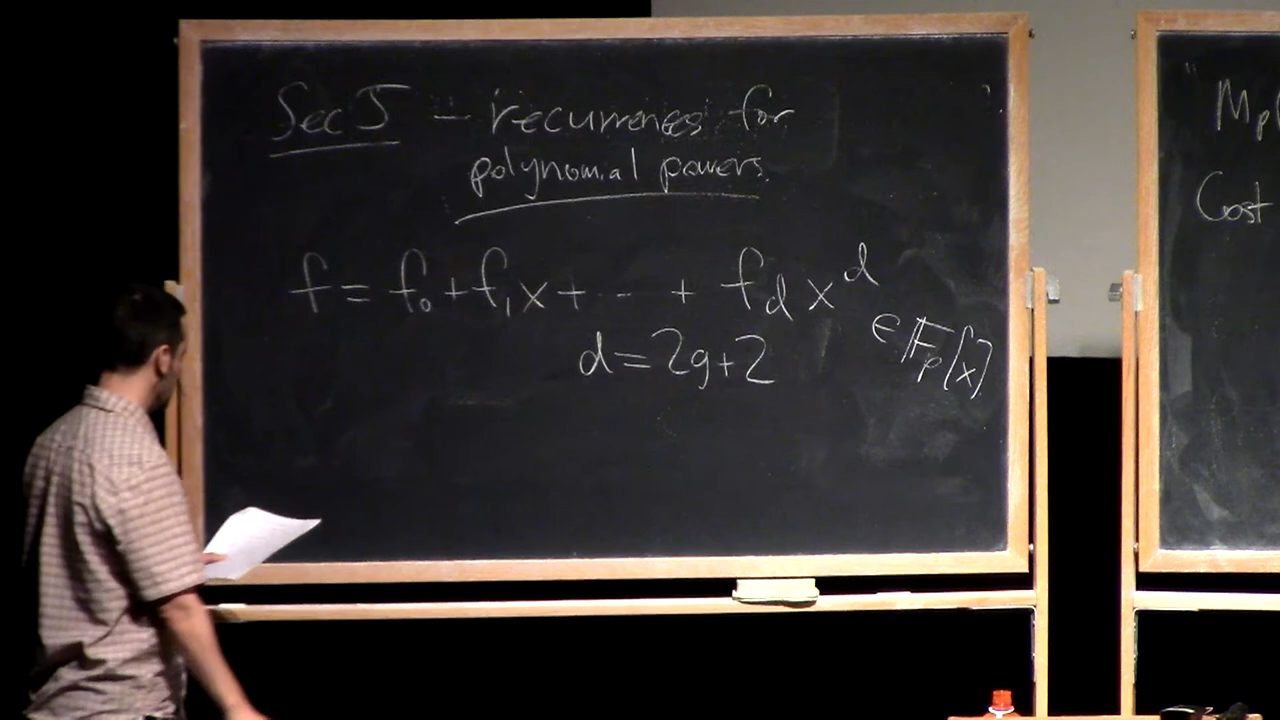 Sec 5 - recurrences for
polynomial powers.
f = f₀ + f₁x + ... + f_d x^d
∈ 𝔽_p[x]
d = 2g+2
M_p
Cost